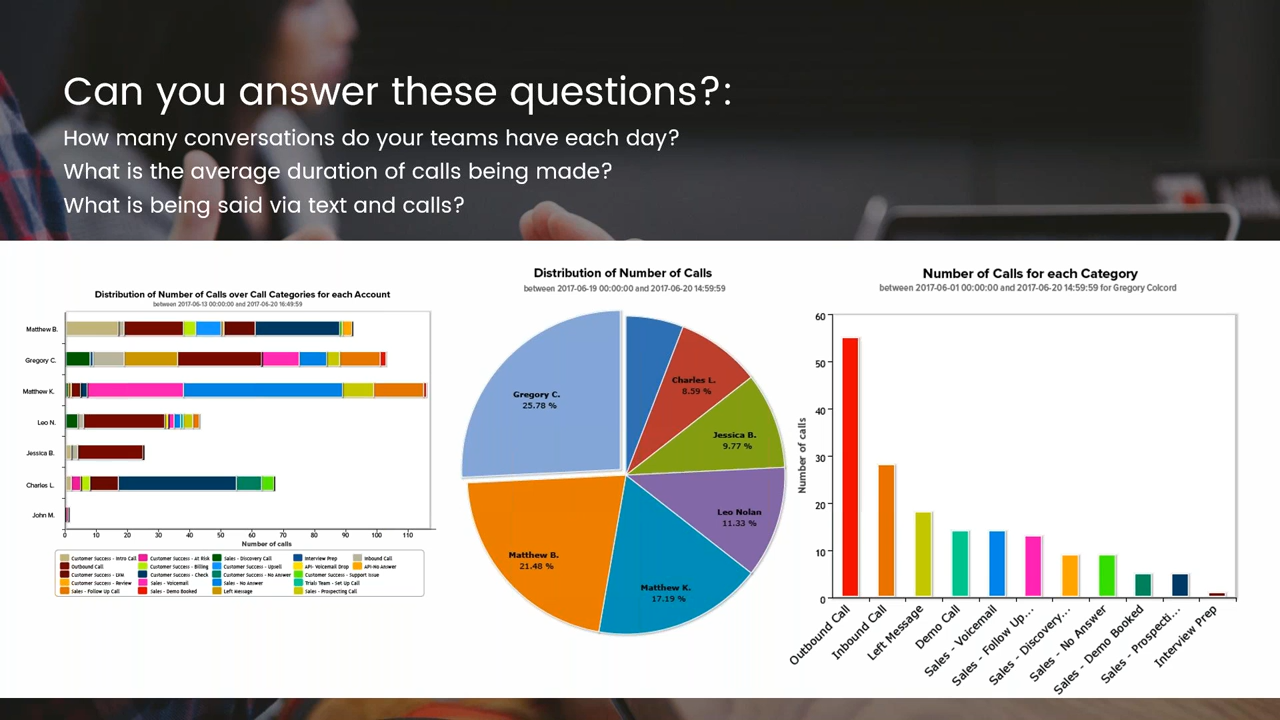 Can you answer these questions?:
How many conversations do your teams have each day?
What is the average duration of calls being made?
What is being said via text and calls?
Distribution of Number of Calls over Call Categories for each Account
between 2017-06-13 00:00:00 and 2017-06-20 16:49:59
Matthew B.
Gregory C.
Matthew K.
Leo N.
Jessica B.
Charles L.
John M.
0 10 20 30 40 50 60 70 80 90 100 110
Number of calls
Customer Success - Intro Call Customer Success - At Risk Sales - Discovery Call Interview Prep Inbound Call
Outbound Call Customer Success - Billing Customer Success - Upsell API- Voicemail Drop API-No Answer
Customer Success - LVM Customer Success - Check Customer Success - No Answer Customer Success - Support Issue
Customer Success - Review Sales - Voicemail Sales - No Answer Trials Team - Set Up Call
Sales - Follow Up Call Sales - Demo Booked Left Message Sales - Prospecting Call
Distribution of Number of Calls
between 2017-06-19 00:00:00 and 2017-06-20 14:59:59
Gregory C.
25.78 %
Charles L.
8.59 %
Jessica B.
9.77 %
Leo Nolan
11.33 %
Matthew K.
17.19 %
Matthew B.
21.48 %
Number of Calls for each Category
between 2017-06-01 00:00:00 and 2017-06-20 14:59:59 for Gregory Colcord
Number of calls
60
50
40
30
20
10
0
Outbound Call
Inbound Call
Left Message
Demo Call
Sales - Voicemail
Sales - Follow Up...
Sales - Discovery...
Sales - No Answer
Sales - Demo Booked
Sales - Prospecti...
Interview Prep